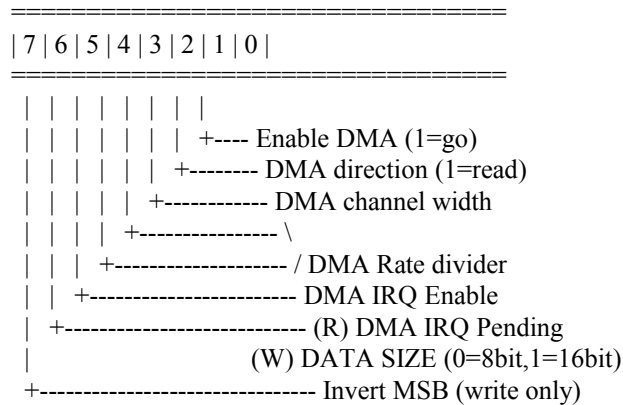 ===================================
| 7 | 6 | 5 | 4 | 3 | 2 | 1 | 0 |
===================================
| | | | | | | |
| | | | | | | +---- Enable DMA (1=go)
| | | | | | +-------- DMA direction (1=read)
| | | | | +------------ DMA channel width
| | | | +---------------- \
| | | +-------------------- / DMA Rate divider
| | +------------------------ DMA IRQ Enable
| +---------------------------- (R) DMA IRQ Pending
| (W) DATA SIZE (0=8bit,1=16bit)
+-------------------------------- Invert MSB (write only)